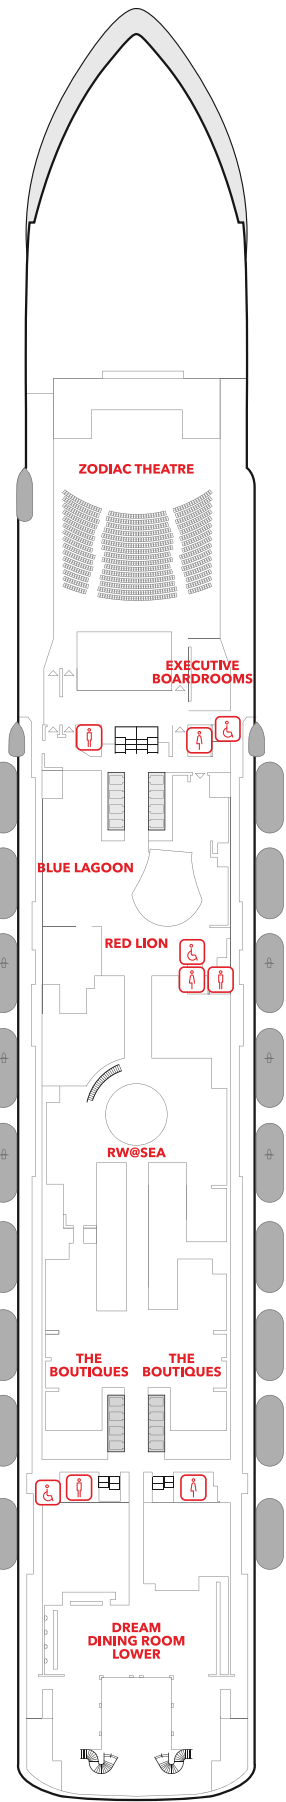 ZODIAC THEATRE
EXECUTIVE
BOARDROOMS
BLUE LAGOON
RED LION
RW@SEA
THE
BOUTIQUES
THE
BOUTIQUES
DREAM
DINING ROOM
LOWER